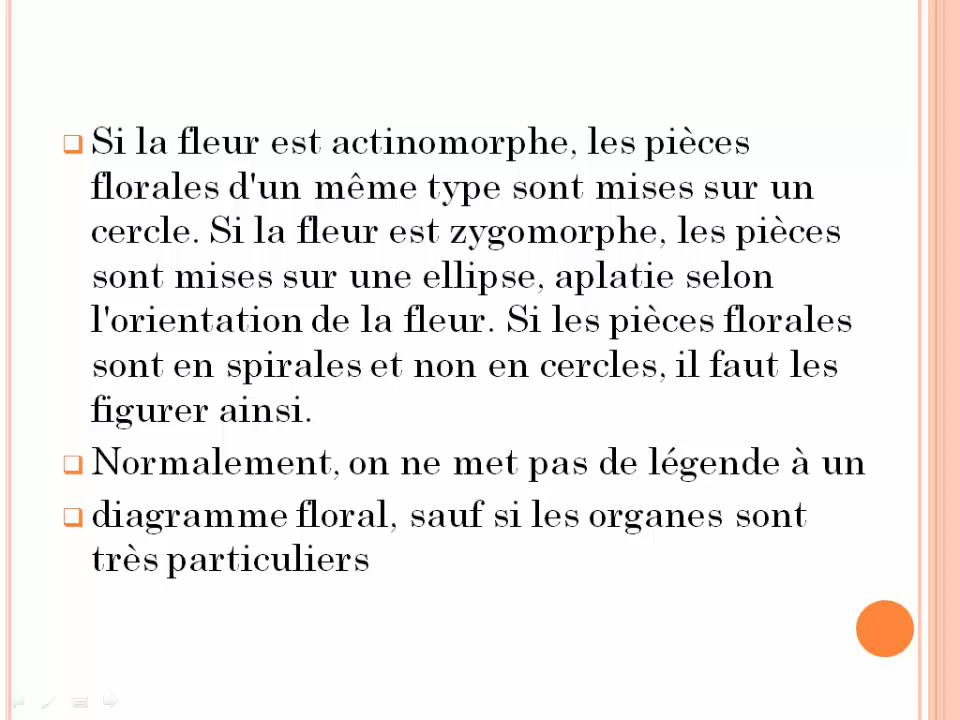 Si la fleur est actinomorphe, les pièces
florales d'un même type sont mises sur un
cercle. Si la fleur est zygomorphe, les pièces
sont mises sur une ellipse, aplatie selon
l'orientation de la fleur. Si les pièces florales
sont en spirales et non en cercles, il faut les
figurer ainsi.
Normalement, on ne met pas de légende à un
diagramme floral, sauf si les organes sont
très particuliers